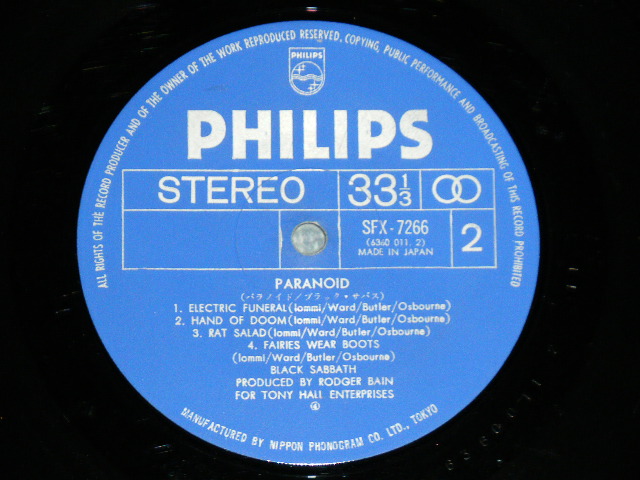 ALL RIGHTS OF THE RECORD PRODUCER AND OF THE OWNER OF THE WORK REPRODUCED RESERVED, COPYING, PUBLIC PERFORMANCE AND BROADCASTING OF THIS RECORD PROHIBITED
PHILIPS
PHILIPS
STEREO 33 1/3
SFX-7266
(6360 011. 2)
MADE IN JAPAN
2
PARANOID
(パラノイド/ブラック・サバス)
1. ELECTRIC FUNERAL(Iommi/Ward/Butler/Osbourne)
2. HAND OF DOOM(Iommi/Ward/Butler/Osbourne)
3. RAT SALAD(Iommi/Ward/Butler/Osbourne)
4. FAIRIES WEAR BOOTS
(Iommi/Ward/Butler/Osbourne)
BLACK SABBATH
PRODUCED BY RODGER BAIN
FOR TONY HALL ENTERPRISES
④
MANUFACTURED BY NIPPON PHONOGRAM CO. LTD., TOKYO